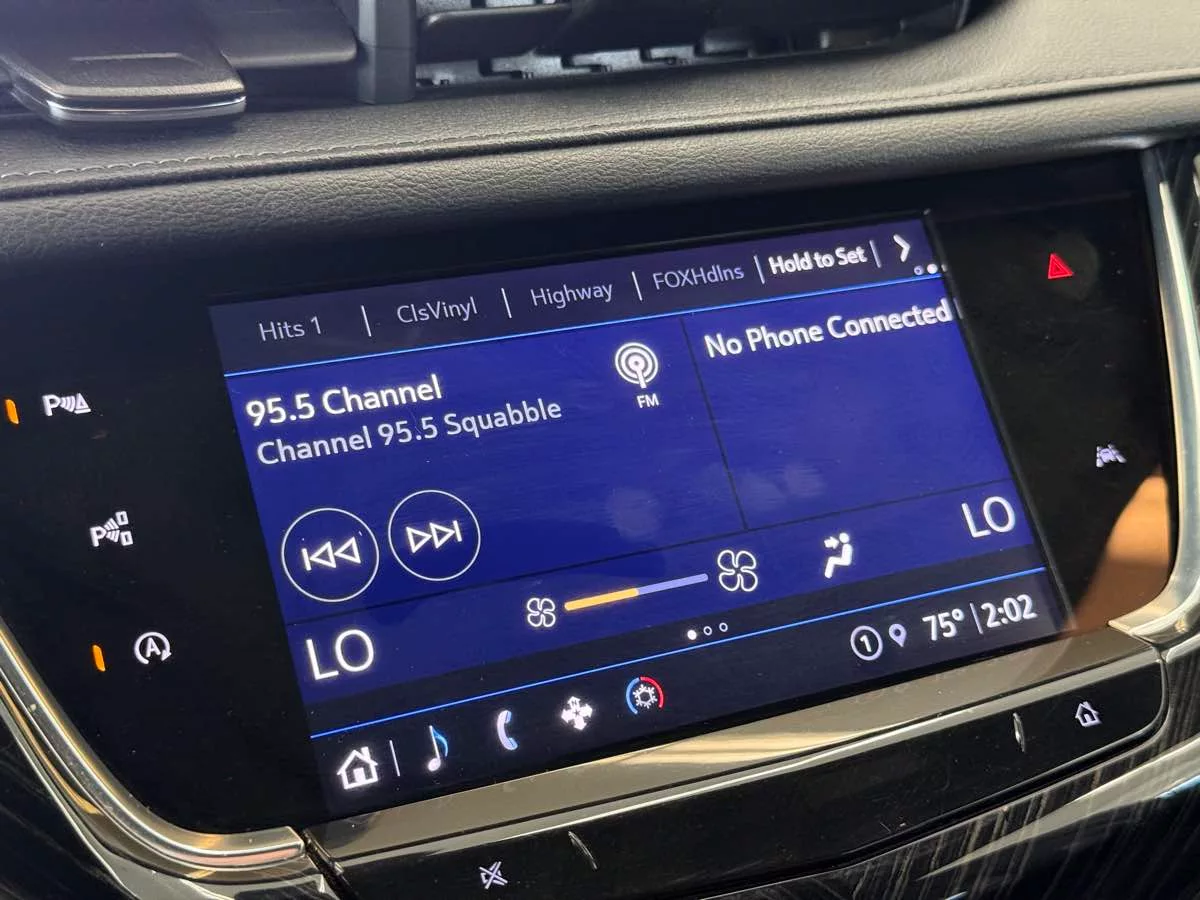 Hits 1 | ClsVinyl | Highway | FOXHdlns | Hold to Set |
95.5 Channel
Channel 95.5 Squabble
FM
No Phone Connected
LO
LO
1 75° | 2:02
P
P
A